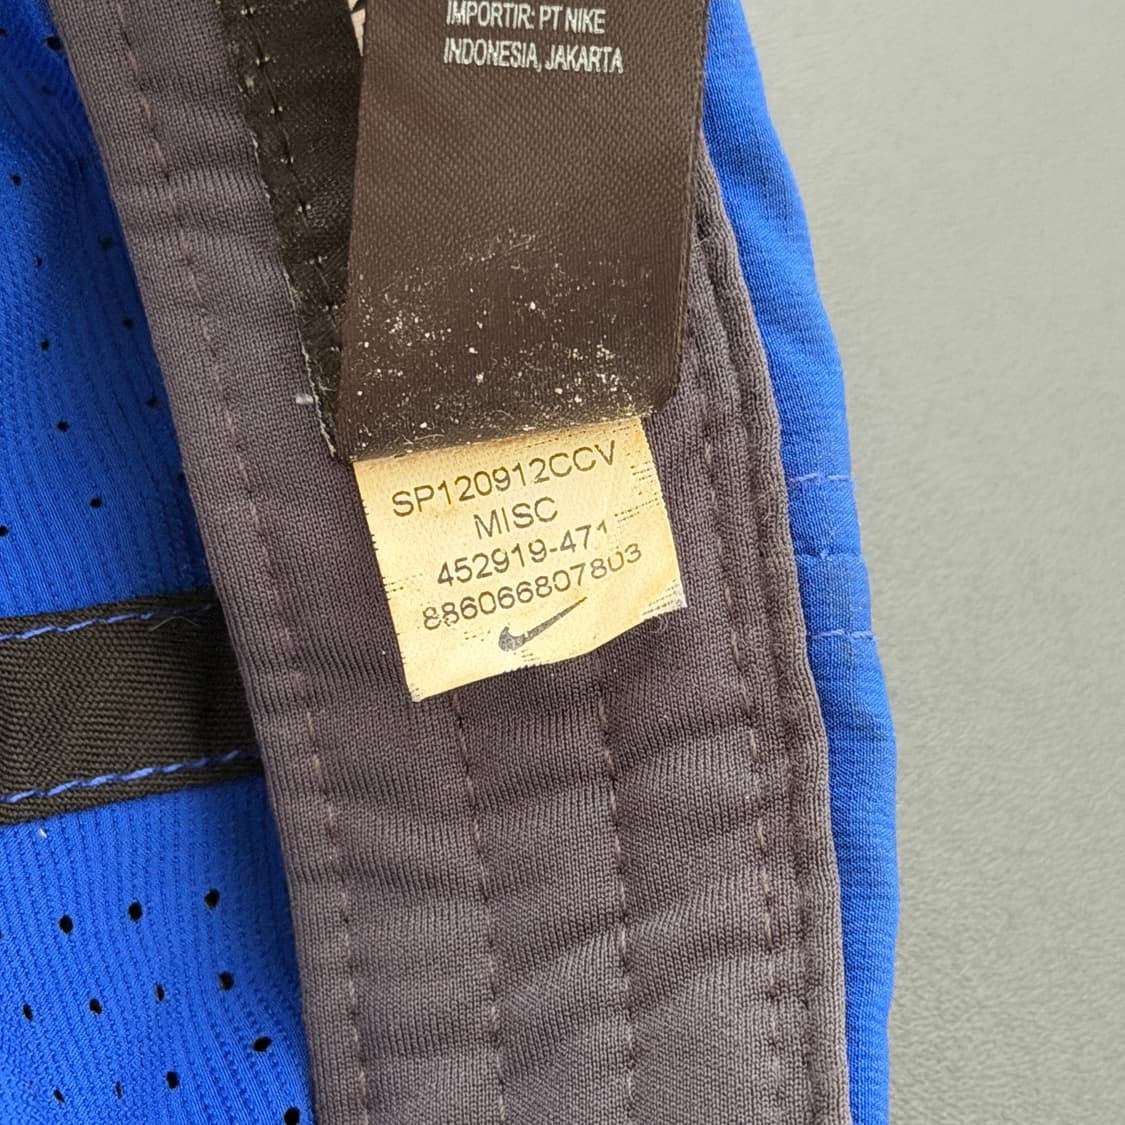 IMPORTIR: PT NIKE
INDONESIA, JAKARTA
SP120912CCV
MISC
452919-471
886066807803